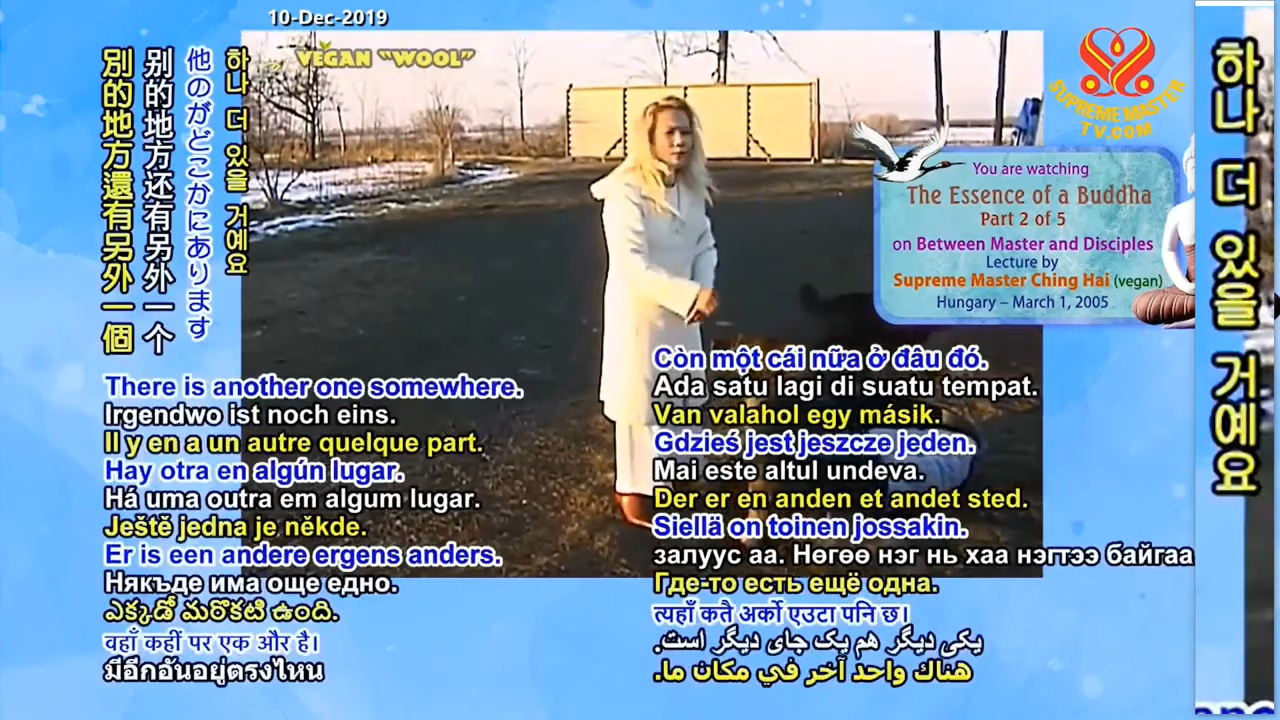 10-Dec-2019
VEGAN "WOOL"
別的地方還有另外一個
别的地方还有另外一个
他のがどこかにあります
하나 더 있을 거예요
SUPREME MASTER
TV.COM
You are watching
The Essence of a Buddha
Part 2 of 5
on Between Master and Disciples
Lecture by
Supreme Master Ching Hai (vegan)
Hungary – March 1, 2005
There is another one somewhere.
Irgendwo ist noch eins.
Il y en a un autre quelque part.
Hay otra en algún lugar.
Há uma outra em algum lugar.
Ještě jedna je někde.
Er is een andere ergens anders.
Някъде има още едно.
ఎక్కడో మరొకటి ఉంది.
वहाँ कहीं पर एक और है।
มีอีกอันอยู่ตรงไหน
Còn một cái nữa ở đâu đó.
Ada satu lagi di suatu tempat.
Van valahol egy másik.
Gdzieś jest jeszcze jeden.
Mai este altul undeva.
Der er en anden et andet sted.
Siellä on toinen jossakin.
залуус аа. Нөгөө нэг нь хаа нэгтээ байгаа
Где-то есть ещё одна.
त्यहाँ कतै अर्को एउटा पनि छ।
یکی دیگر هم یک جای دیگر است.
هناك واحد آخر في مكان ما.
하나 더 있을 거예요